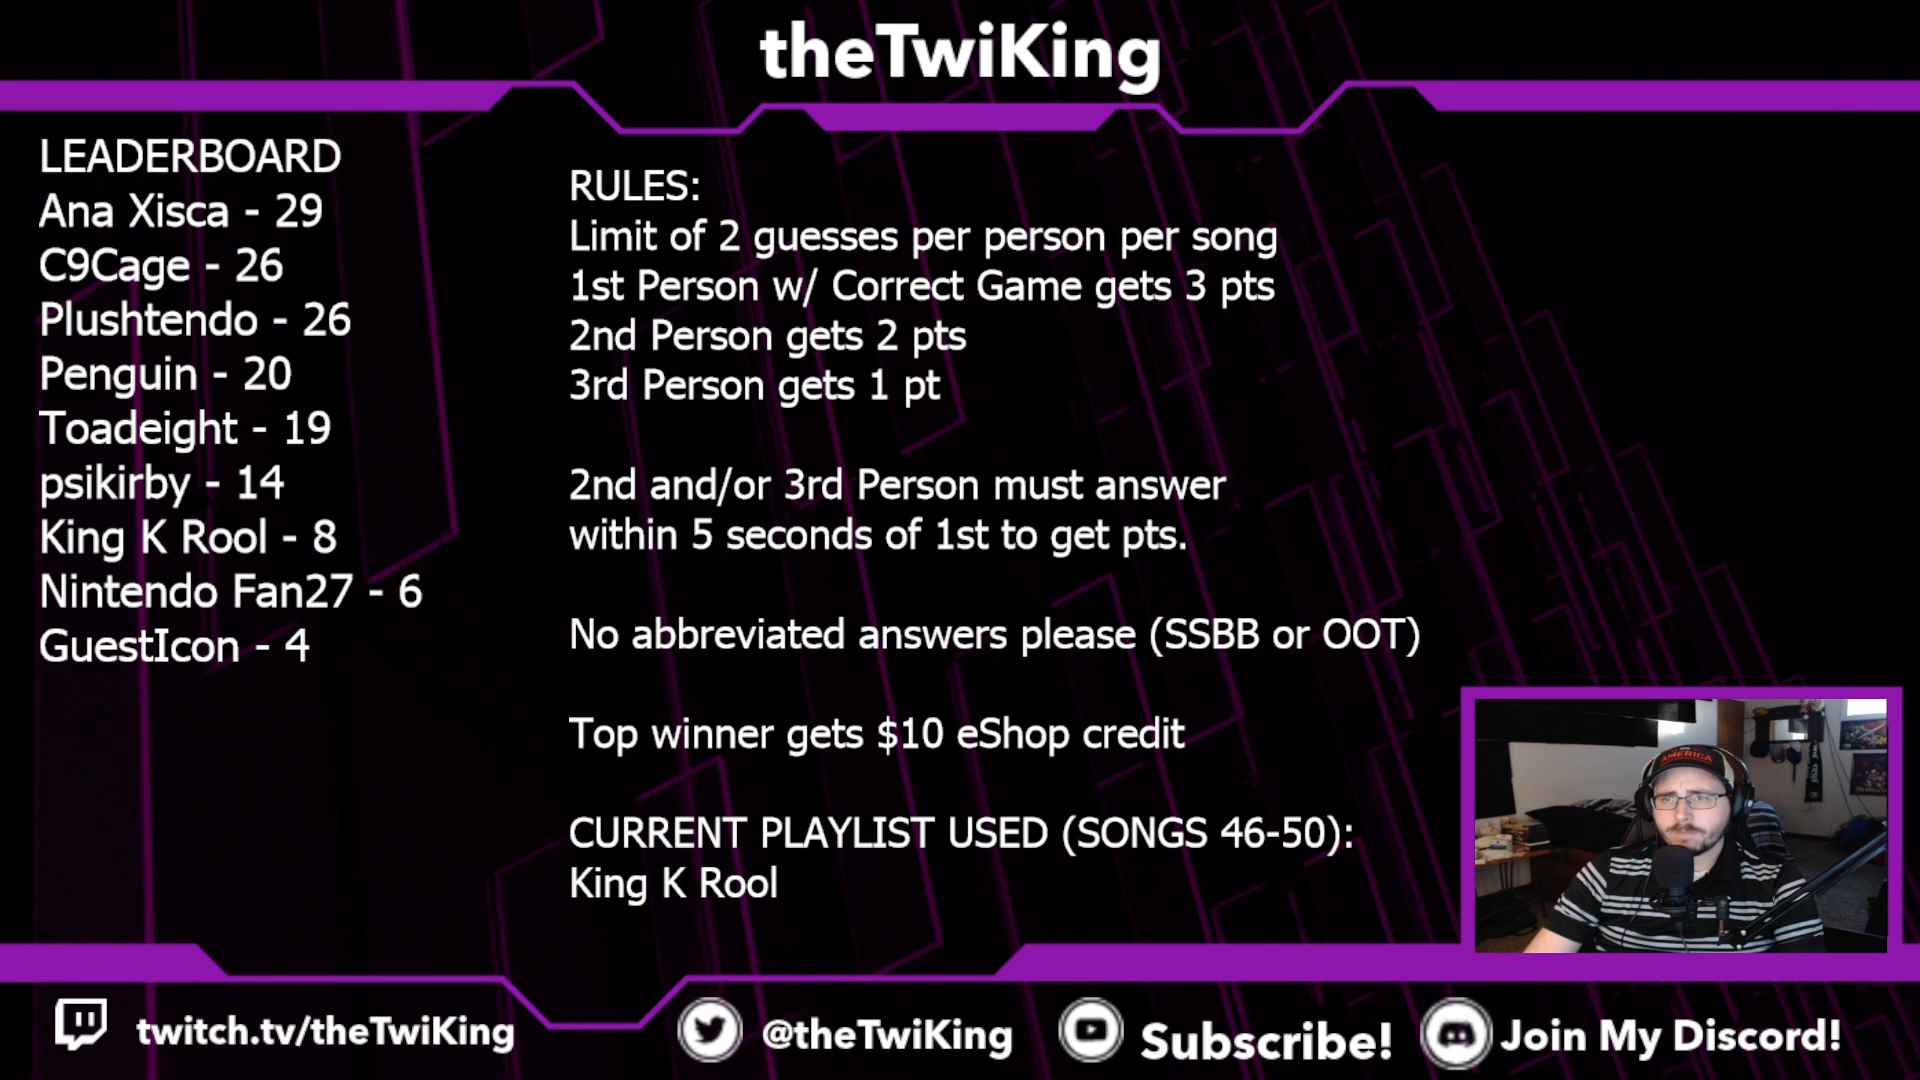 theTwiKing
LEADERBOARD
Ana Xisca - 29
C9Cage - 26
Plushtendo - 26
Penguin - 20
Toadeight - 19
psikirby - 14
King K Rool - 8
Nintendo Fan27 - 6
GuestIcon - 4
RULES:
Limit of 2 guesses per person per song
1st Person w/ Correct Game gets 3 pts
2nd Person gets 2 pts
3rd Person gets 1 pt
2nd and/or 3rd Person must answer
within 5 seconds of 1st to get pts.
No abbreviated answers please (SSBB or OOT)
Top winner gets $10 eShop credit
CURRENT PLAYLIST USED (SONGS 46-50):
King K Rool
AMERICA
twitch.tv/theTwiKing
@theTwiKing
Subscribe!
Join My Discord!